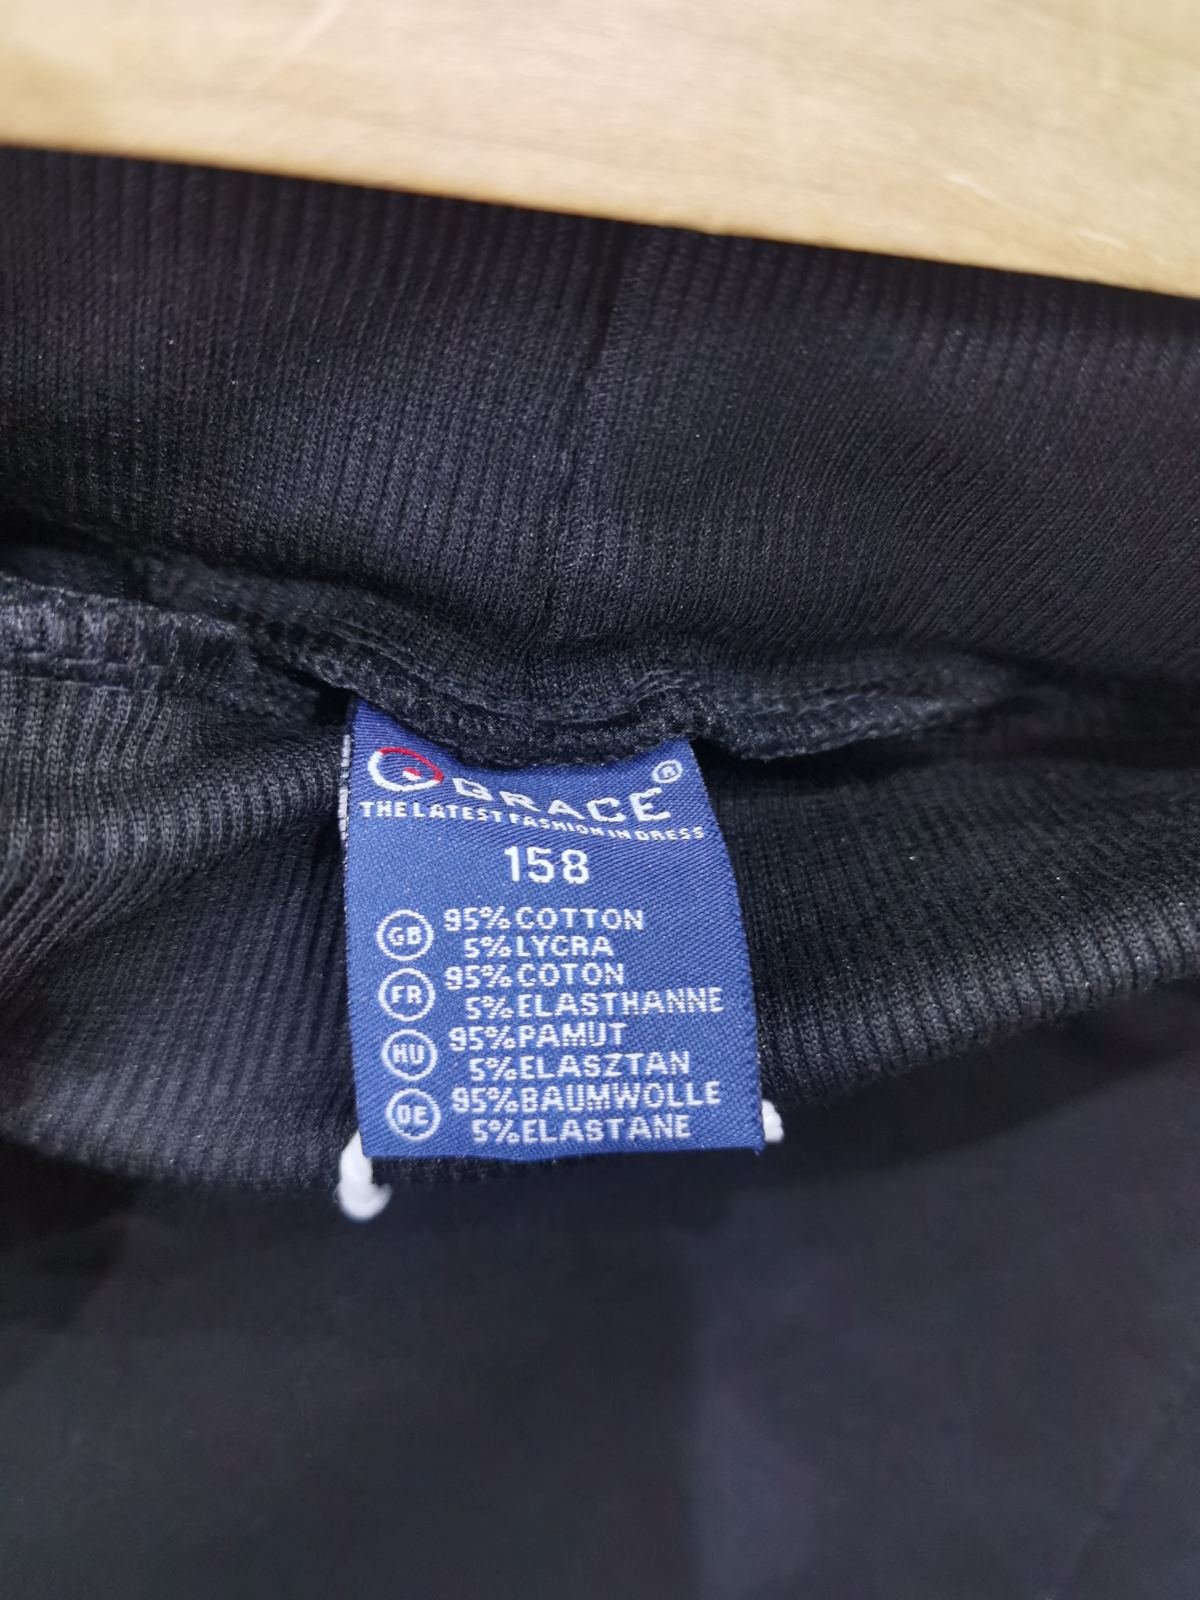 GRACE®
THE LATEST FASHION IN DRESS
158
GB 95% COTTON
5% LYCRA
FR 95% COTON
5% ELASTHANNE
HU 95% PAMUT
5% ELASZTAN
DE 95% BAUMWOLLE
5% ELASTANE